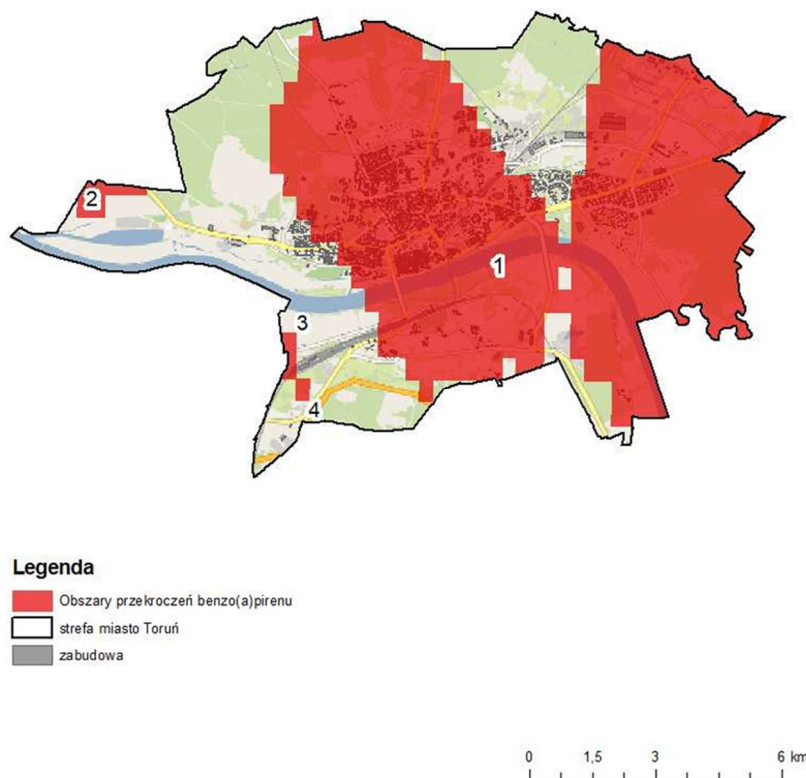 2
1
3
4
Legenda
Obszary przekroczeń benzo(a)pirenu
strefa miasto Toruń
zabudowa
0 1,5 3 6 km